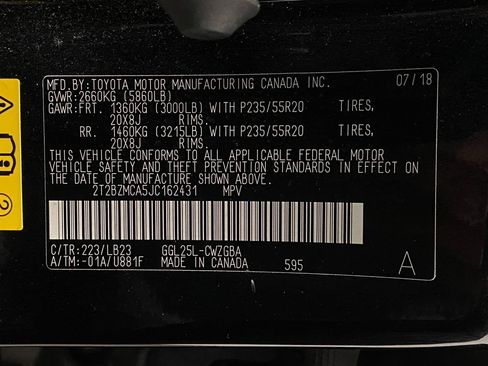 MFD.BY:TOYOTA MOTOR MANUFACTURING CANADA INC. 07/18
GVWR:2660KG (5860LB)
GAWR:FRT. 1360KG (3000LB) WITH P235/55R20 TIRES,
20X8J RIMS.
RR. 1460KG (3215LB) WITH P235/55R20 TIRES,
20X8J RIMS.
THIS VEHICLE CONFORMS TO ALL APPLICABLE FEDERAL MOTOR
VEHICLE SAFETY AND THEFT PREVENTION STANDARDS IN EFFECT
ON THE DATE OF MANUFACTURE SHOWN ABOVE.
2T2BZMCA5JC162431 MPV
C/TR:223/LB23 GGL25L-CWZGBA
A/TM:-01A/U881F MADE IN CANADA 595 A
2